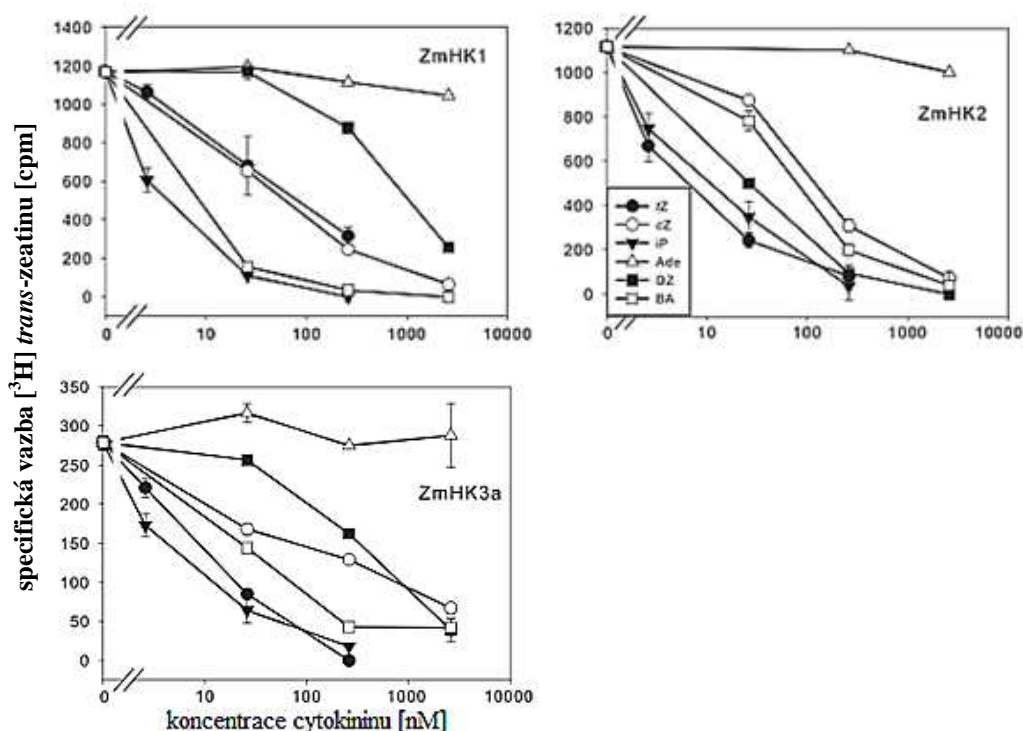 specifická vazba [³H] trans-zeatinu [cpm]
1400
1200
1000
800
600
400
200
0
ZmHK1
0 10 100 1000 10000
1200
1000
800
600
400
200
0
ZmHK2
tZ
cZ
iP
Ade
DZ
BA
0 10 100 1000 10000
350
300
250
200
150
100
50
0
ZmHK3a
0 10 100 1000 10000
koncentrace cytokininu [nM]